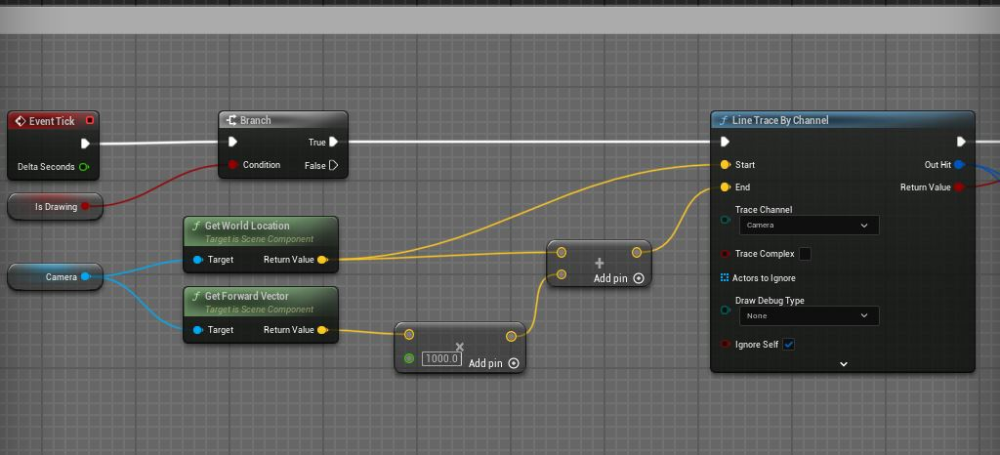 Event Tick
Delta Seconds
Is Drawing
Camera
Branch
True
Condition
False
Get World Location
Target is Scene Component
Target
Return Value
Get Forward Vector
Target is Scene Component
Target
Return Value
×
1000.0
Add pin
+
Add pin
Line Trace By Channel
Start
Out Hit
End
Return Value
Trace Channel
Camera
Trace Complex
Actors to Ignore
Draw Debug Type
None
Ignore Self